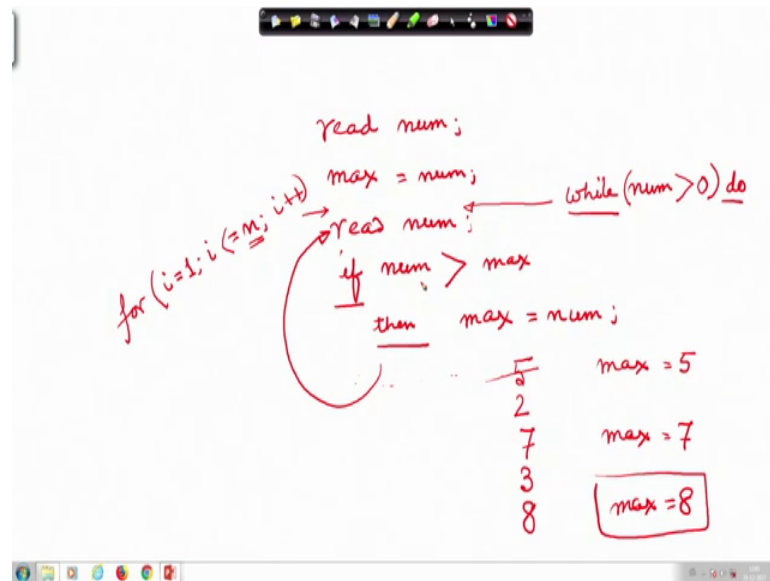 read num;
max = num;
for (i=1; i<=n; i++)
read num;
while (num>0) do
if num > max
then max = num;
5 max = 5
2
7 max = 7
3
8 max = 8